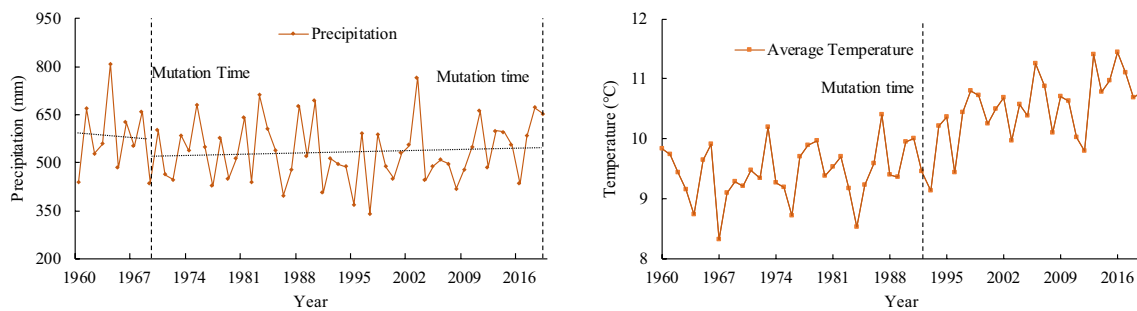 950
800
650
500
350
200
Precipitation (mm)
Precipitation
Mutation Time
Mutation time
1960 1967 1974 1981 1988 1995 2002 2009 2016
Year
12
11
10
9
8
Temperature (°C)
Average Temperature
Mutation time
1960 1967 1974 1981 1988 1995 2002 2009 2016
Year